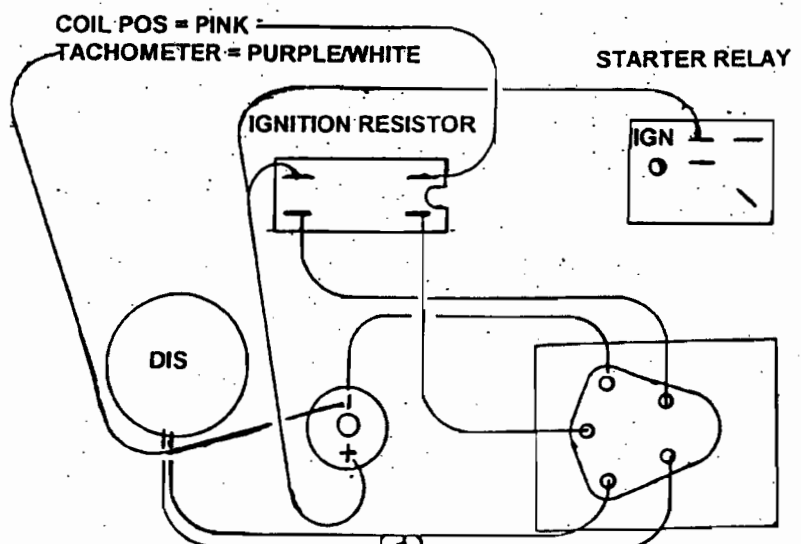 COIL POS = PINK
TACHOMETER = PURPLE/WHITE
STARTER RELAY
IGNITION RESISTOR
IGN
DIS
-
+